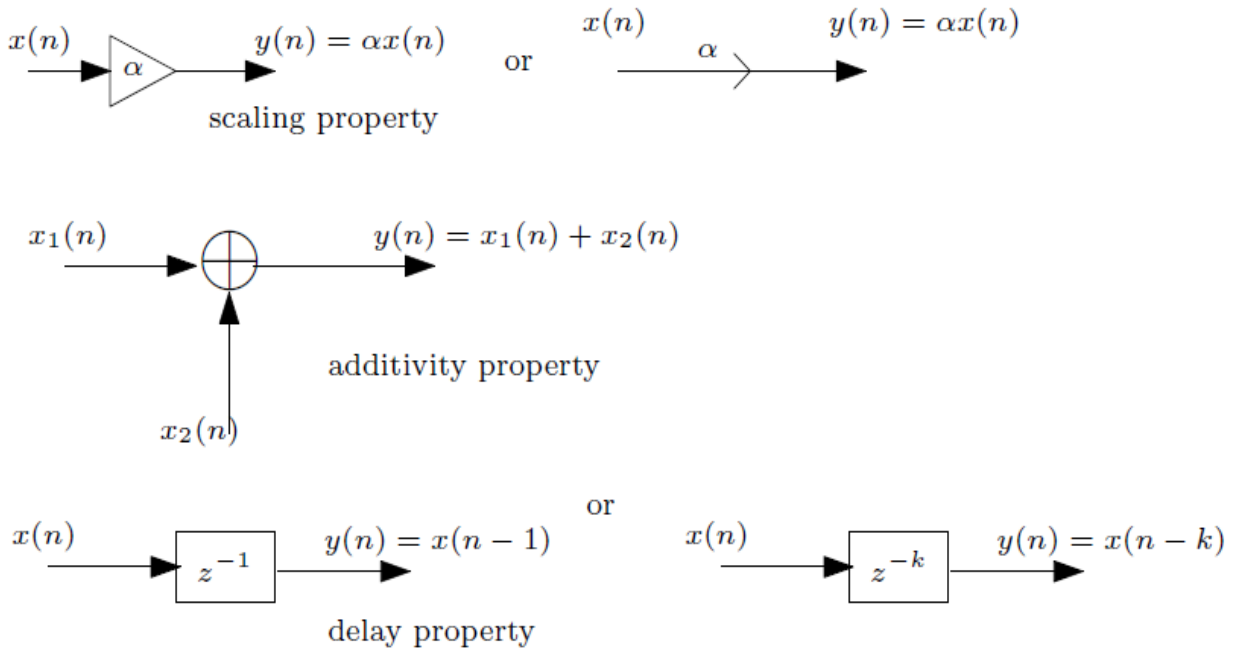 x(n) α y(n) = αx(n) or x(n) α y(n) = αx(n)
scaling property
x₁(n) y(n) = x₁(n) + x₂(n)
additivity property
x₂(n)
or
x(n) z⁻¹ y(n) = x(n − 1) x(n) z⁻ᵏ y(n) = x(n − k)
delay property